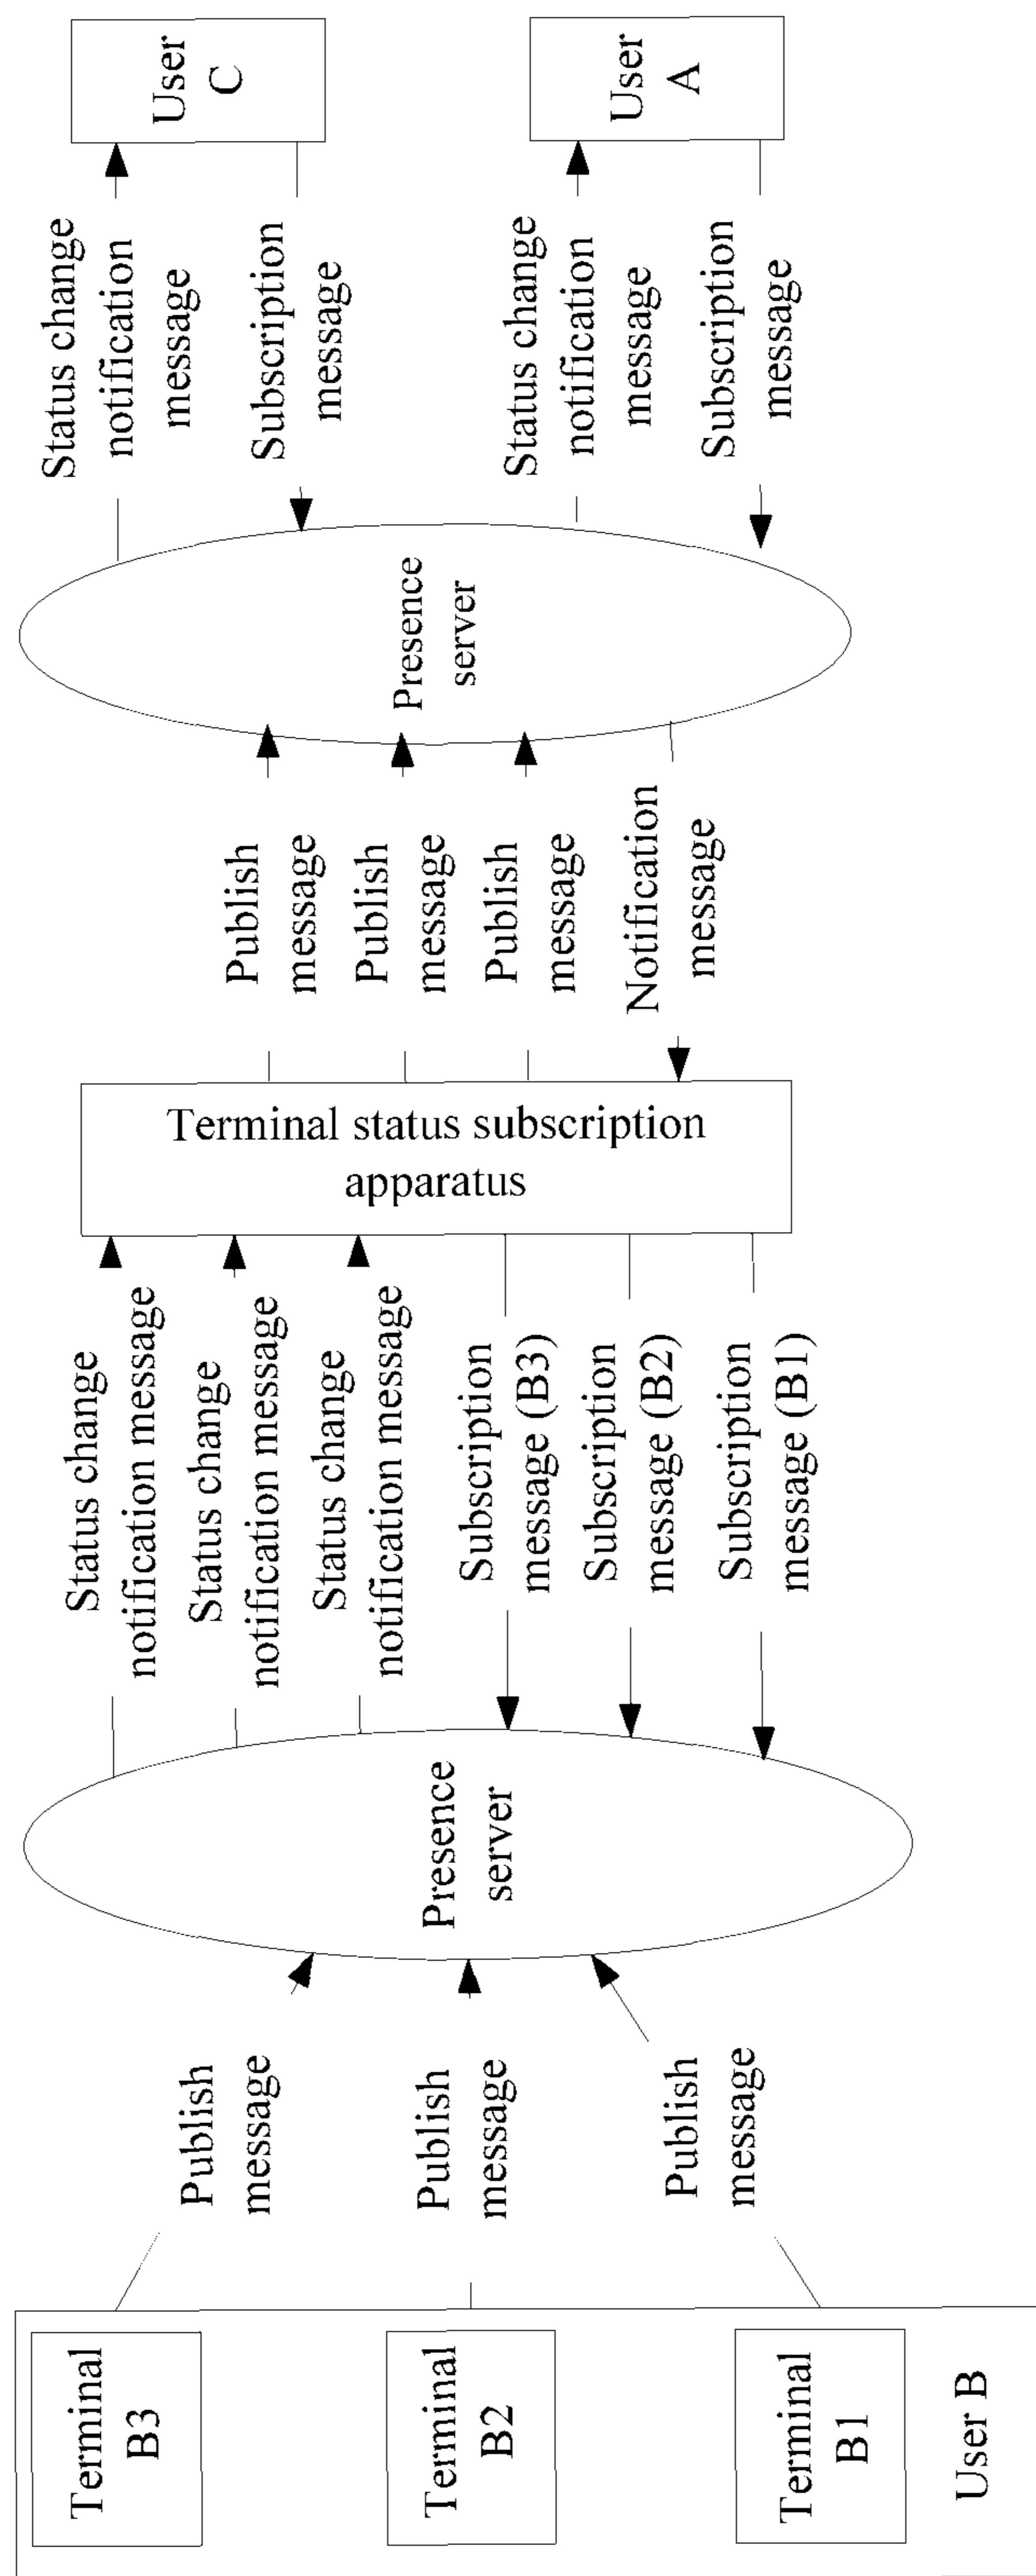 User
C
User
A
Status change
notification
message
Subscription
message
Status change
notification
message
Subscription
message
Presence
server
Publish
message
Publish
message
Publish
message
Notification
message
Terminal status subscription
apparatus
Status change
notification message
Status change
notification message
Status change
notification message
Subscription
message (B3)
Subscription
message (B2)
Subscription
message (B1)
Presence
server
Publish
message
Publish
message
Publish
message
Terminal
B3
Terminal
B2
Terminal
B1
User B